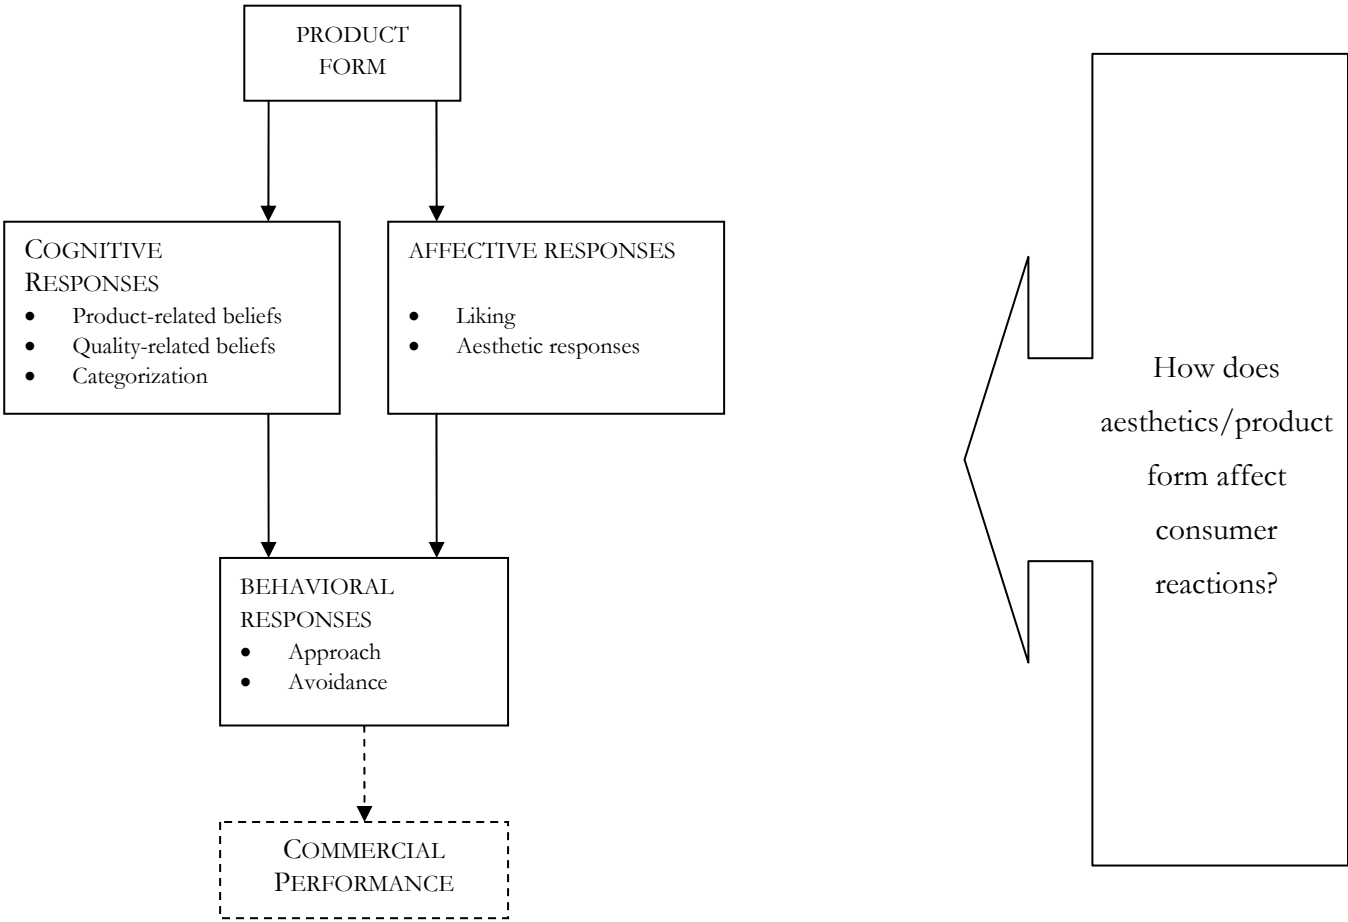 PRODUCT
FORM
COGNITIVE
RESPONSES
• Product-related beliefs
• Quality-related beliefs
• Categorization
AFFECTIVE RESPONSES
• Liking
• Aesthetic responses
BEHAVIORAL
RESPONSES
• Approach
• Avoidance
COMMERCIAL
PERFORMANCE
How does
aesthetics/product
form affect
consumer
reactions?